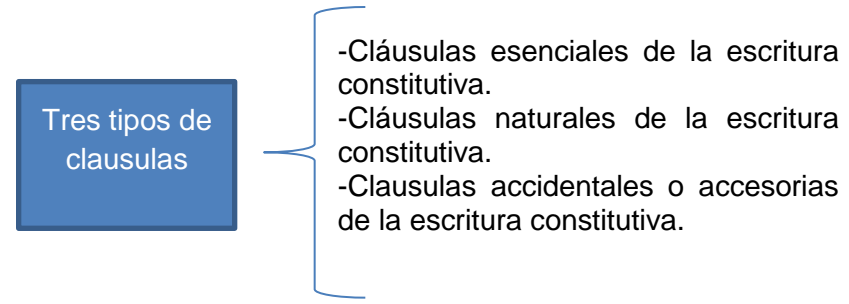 Tres tipos de
clausulas
-Cláusulas esenciales de la escritura
constitutiva.
-Cláusulas naturales de la escritura
constitutiva.
-Clausulas accidentales o accesorias
de la escritura constitutiva.